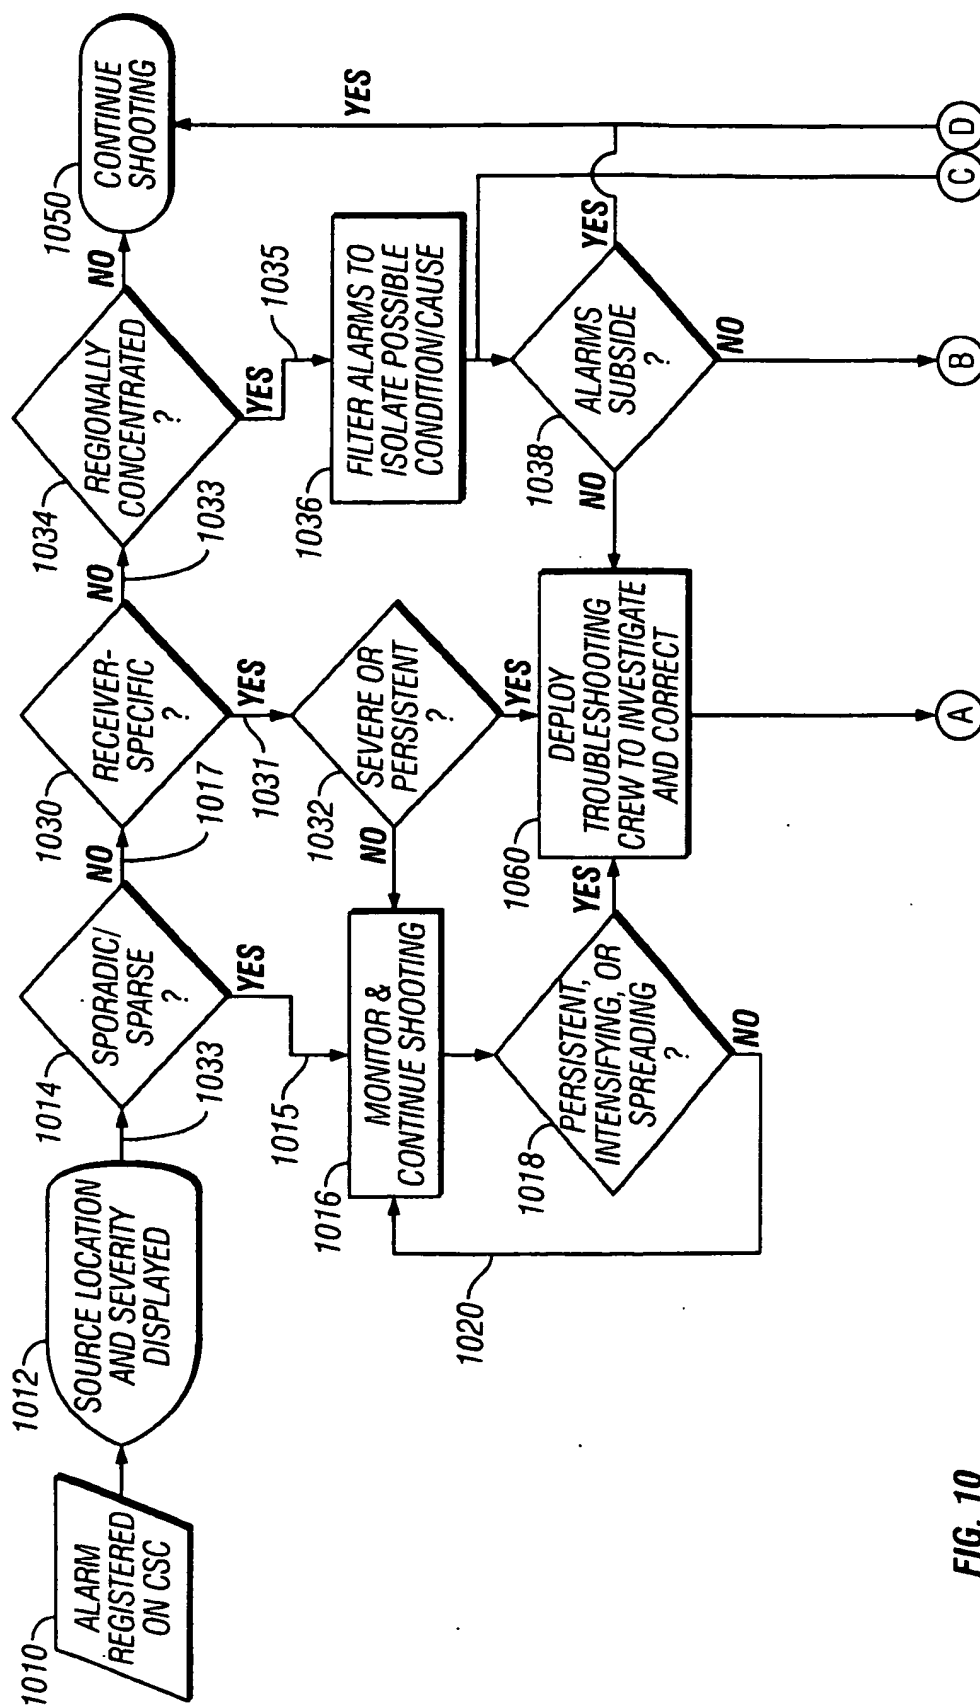 1010
ALARM
REGISTERED
ON CSC
1012
SOURCE LOCATION
AND SEVERITY
DISPLAYED
1033
1014
SPORADIC/
SPARSE
?
NO
1017
YES
1015
1030
RECEIVER-
SPECIFIC
?
NO
1033
YES
1031
1034
REGIONALLY
CONCENTRATED
?
NO
YES
1035
1050
CONTINUE
SHOOTING
YES
1016
MONITOR &
CONTINUE SHOOTING
1032
SEVERE OR
PERSISTENT
?
NO
YES
1036
FILTER ALARMS TO
ISOLATE POSSIBLE
CONDITION/CAUSE
1018
PERSISTENT,
INTENSIFYING, OR
SPREADING
?
YES
NO
1020
1060
DEPLOY
TROUBLESHOOTING
CREW TO INVESTIGATE
AND CORRECT
1038
ALARMS
SUBSIDE
?
NO
YES
NO
A
B
C
D
FIG. 10